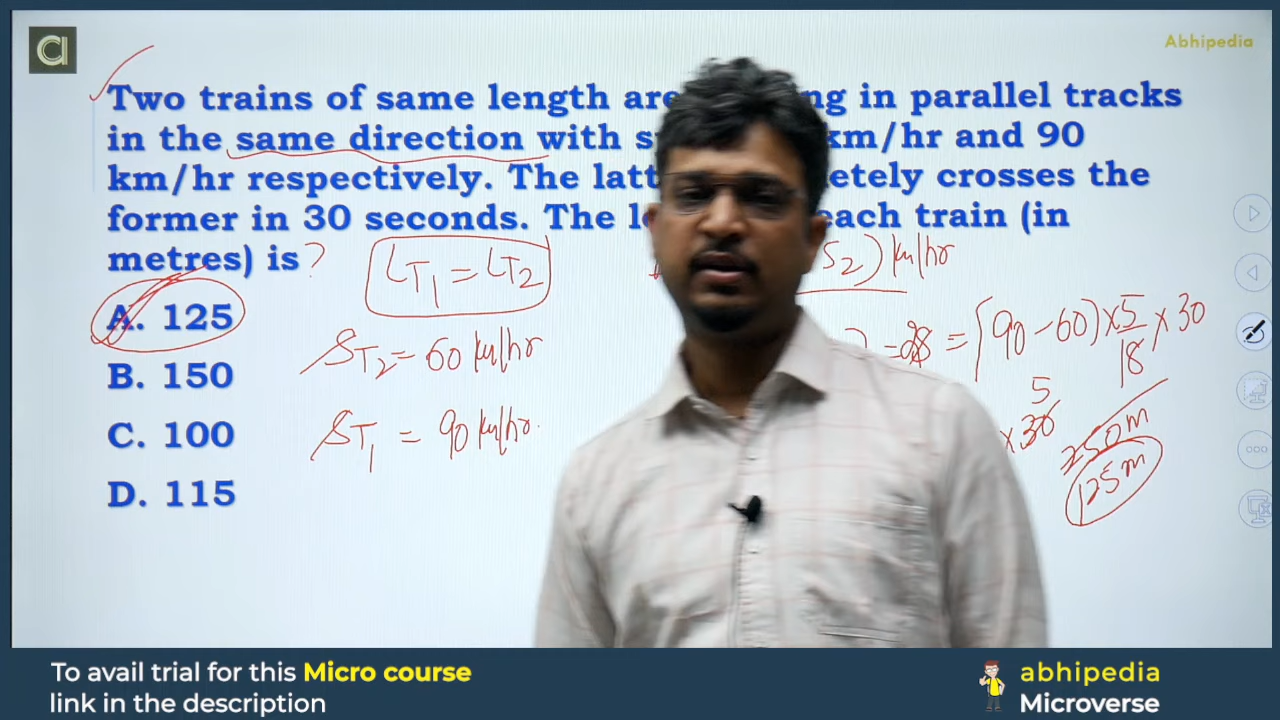 Abhipedia
Two trains of same length are ng in parallel tracks
in the same direction with km/hr and 90
km/hr respectively. The etely crosses the
former in 30 seconds. The each train (in
metres) is ?
LT1 = LT2
S2) km/hr
A. 125
ST2 = 60 km/hr
= (90 - 60) × 5/18 × 30
B. 150
5
× 30
250m
ST1 = 90 km/hr.
C. 100
125m
D. 115
To avail trial for this Micro course
link in the description
abhipedia
Microverse